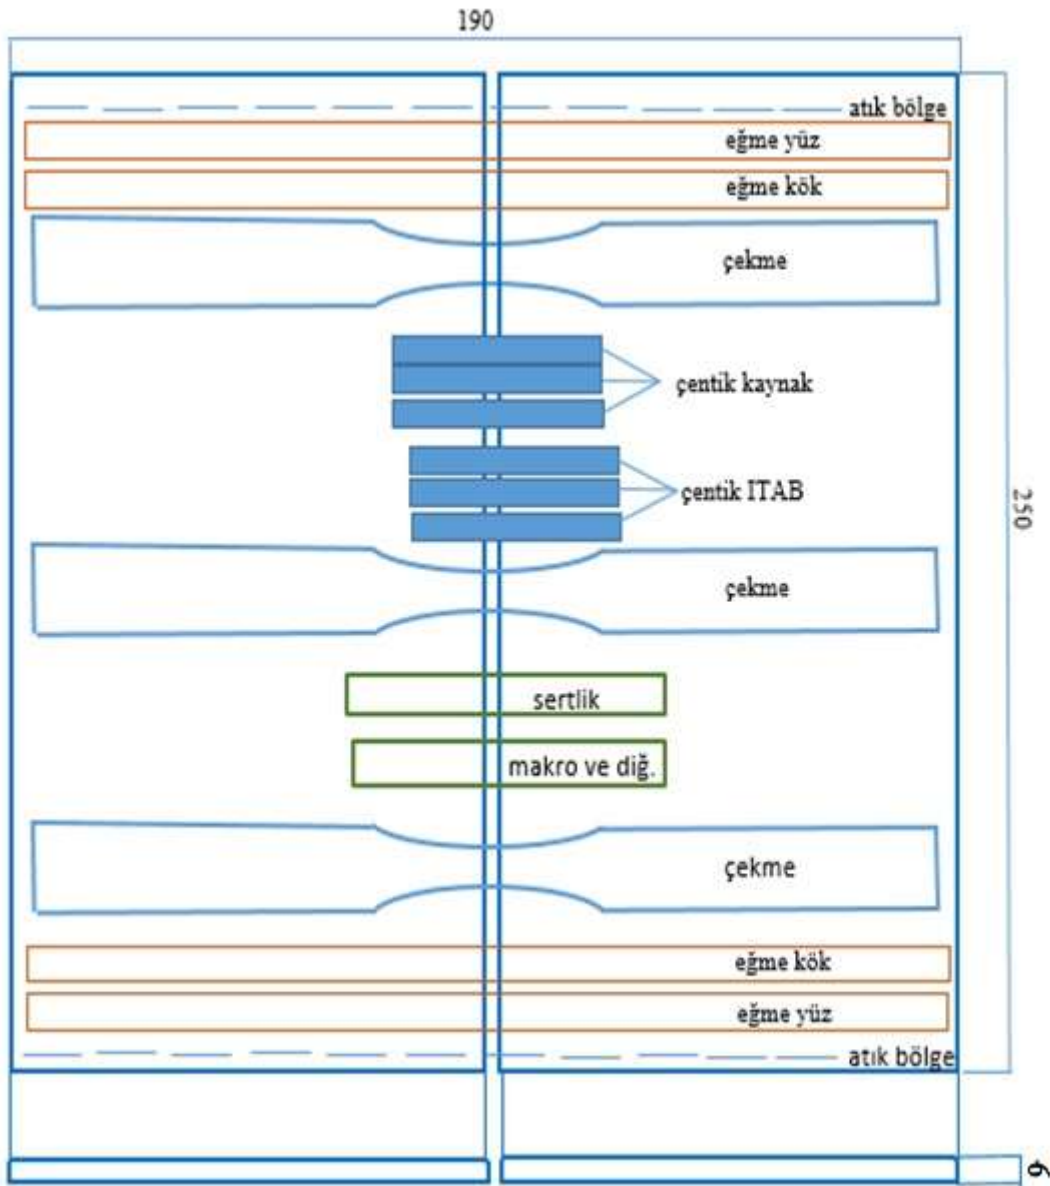 190
atık bölge
eğme yüz
eğme kök
çekme
çentik kaynak
çentik ITAB
250
çekme
sertlik
makro ve diğ.
çekme
eğme kök
eğme yüz
atık bölge
6